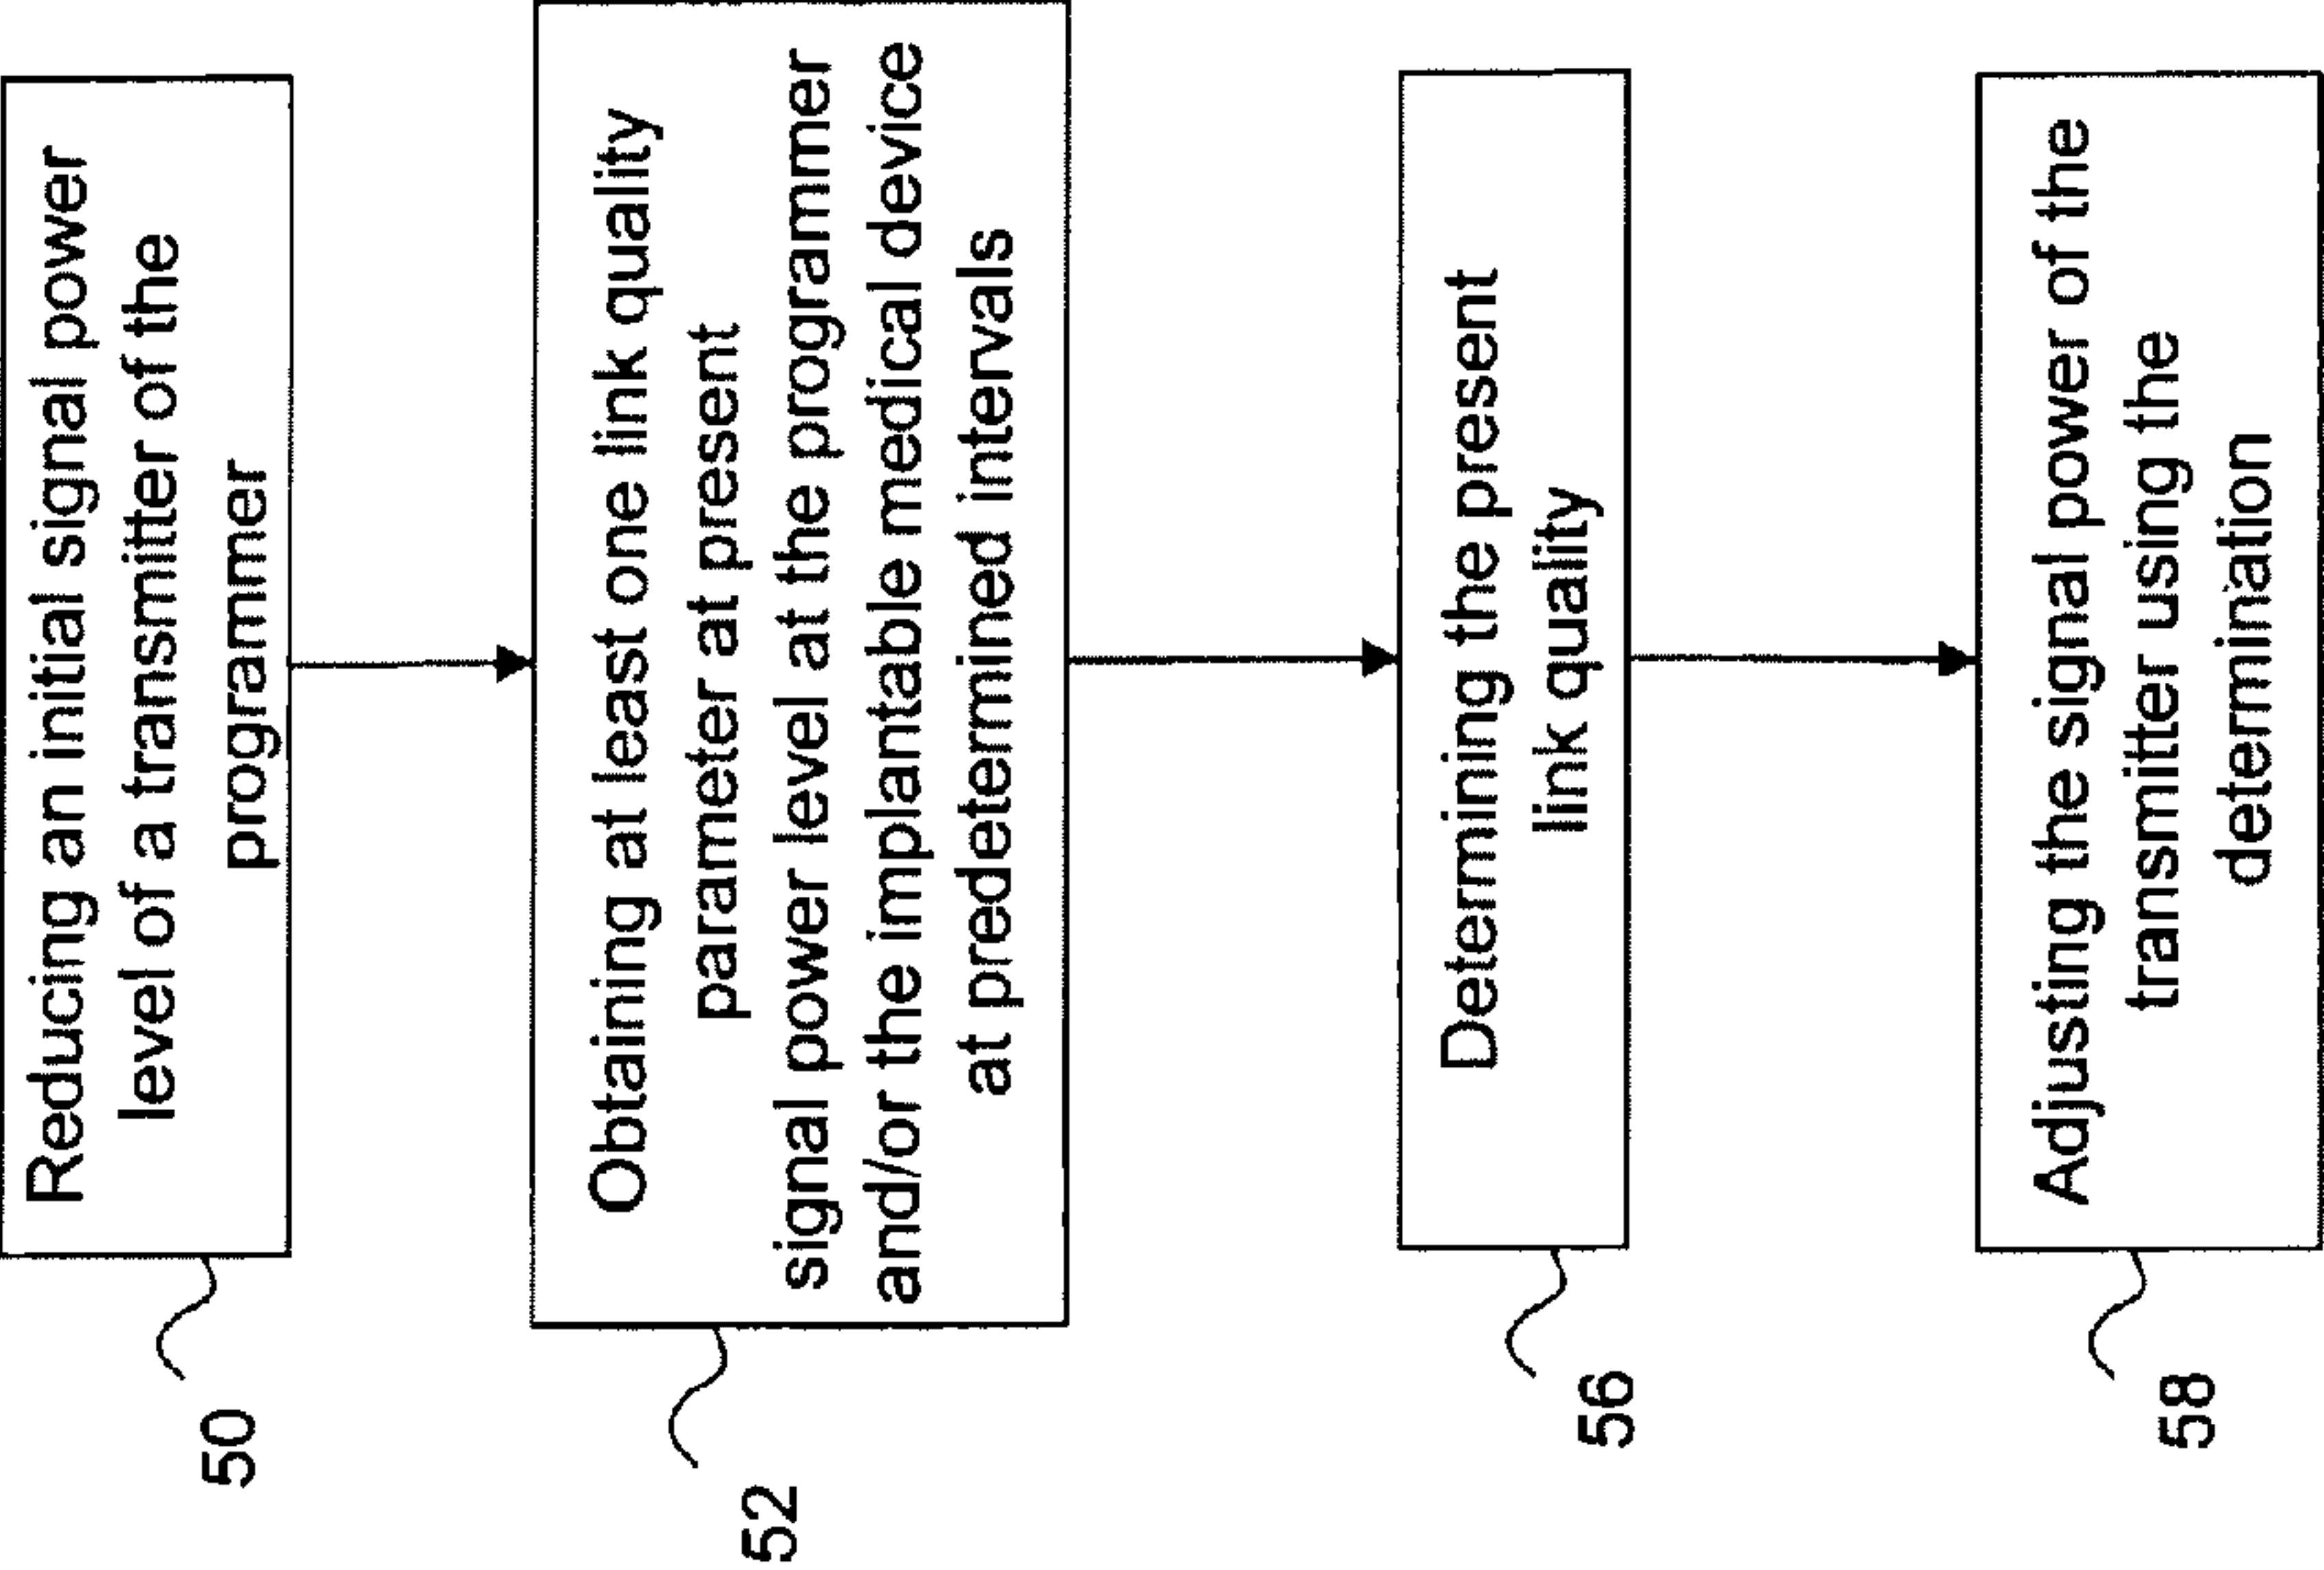 Reducing an initial signal power
level of a transmitter of the
programmer
50
Obtaining at least one link quality
parameter at present
signal power level at the programmer
and/or the implantable medical device
at predetermined intervals
52
Determining the present
link quality
56
Adjusting the signal power of the
transmitter using the
determination
58